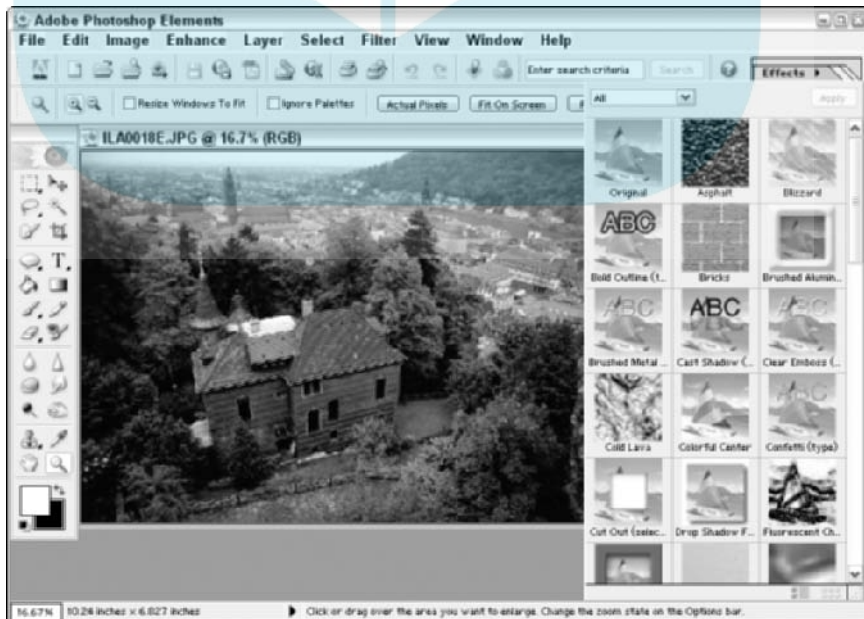 Adobe Photoshop Elements
File Edit Image Enhance Layer Select Filter View Window Help
Enter search criteria Search Effects
Resize Windows To Fit Ignore Palettes Actual Pixels Fit On Screen
All Apply
ILA0018E.JPG @ 16.7% (RGB)
Original Asphalt Blizzard
ABC
Bold Outline (t... Bricks Brushed Alumin...
ABC ABC ABC
Brushed Metal ... Cast Shadow (... Clear Emboss (...
ABC
Cold Lava Colorful Center Confetti (type)
Cut Out (selec... Drop Shadow F... Fluorescent Ch...
T
16.67% 10.24 inches x 6.827 inches Click or drag over the area you want to enlarge. Change the zoom state on the Options bar.